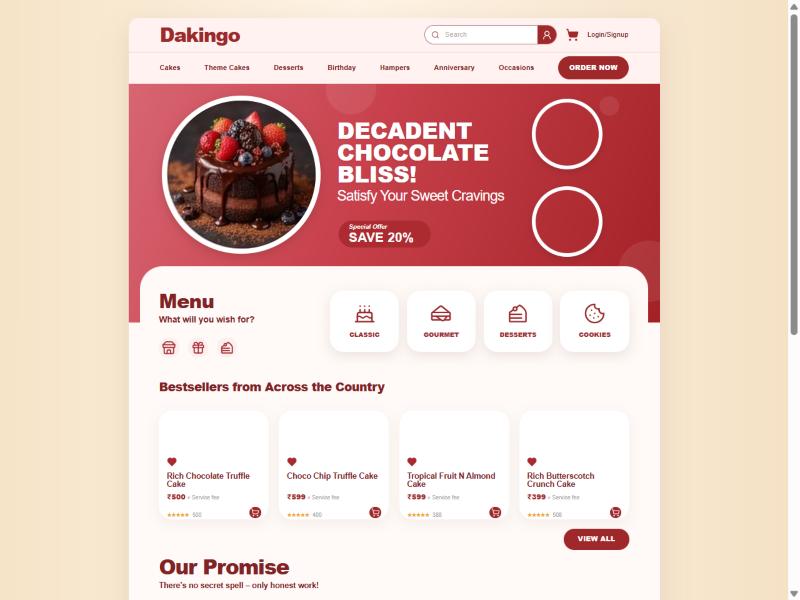 Dakingo
Search
Login/Signup
Cakes
Theme Cakes
Desserts
Birthday
Hampers
Anniversary
Occasions
ORDER NOW
DECADENT
CHOCOLATE
BLISS!
Satisfy Your Sweet Cravings
Special Offer
SAVE 20%
Menu
What will you wish for?
CLASSIC
GOURMET
DESSERTS
COOKIES
Bestsellers from Across the Country
Rich Chocolate Truffle
Cake
₹500 + Service fee
★★★★★ 500
Choco Chip Truffle Cake
₹599 + Service fee
★★★★★ 400
Tropical Fruit N Almond
Cake
₹599 + Service fee
★★★★★ 388
Rich Butterscotch
Crunch Cake
₹399 + Service fee
★★★★★ 508
VIEW ALL
Our Promise
There's no secret spell – only honest work!